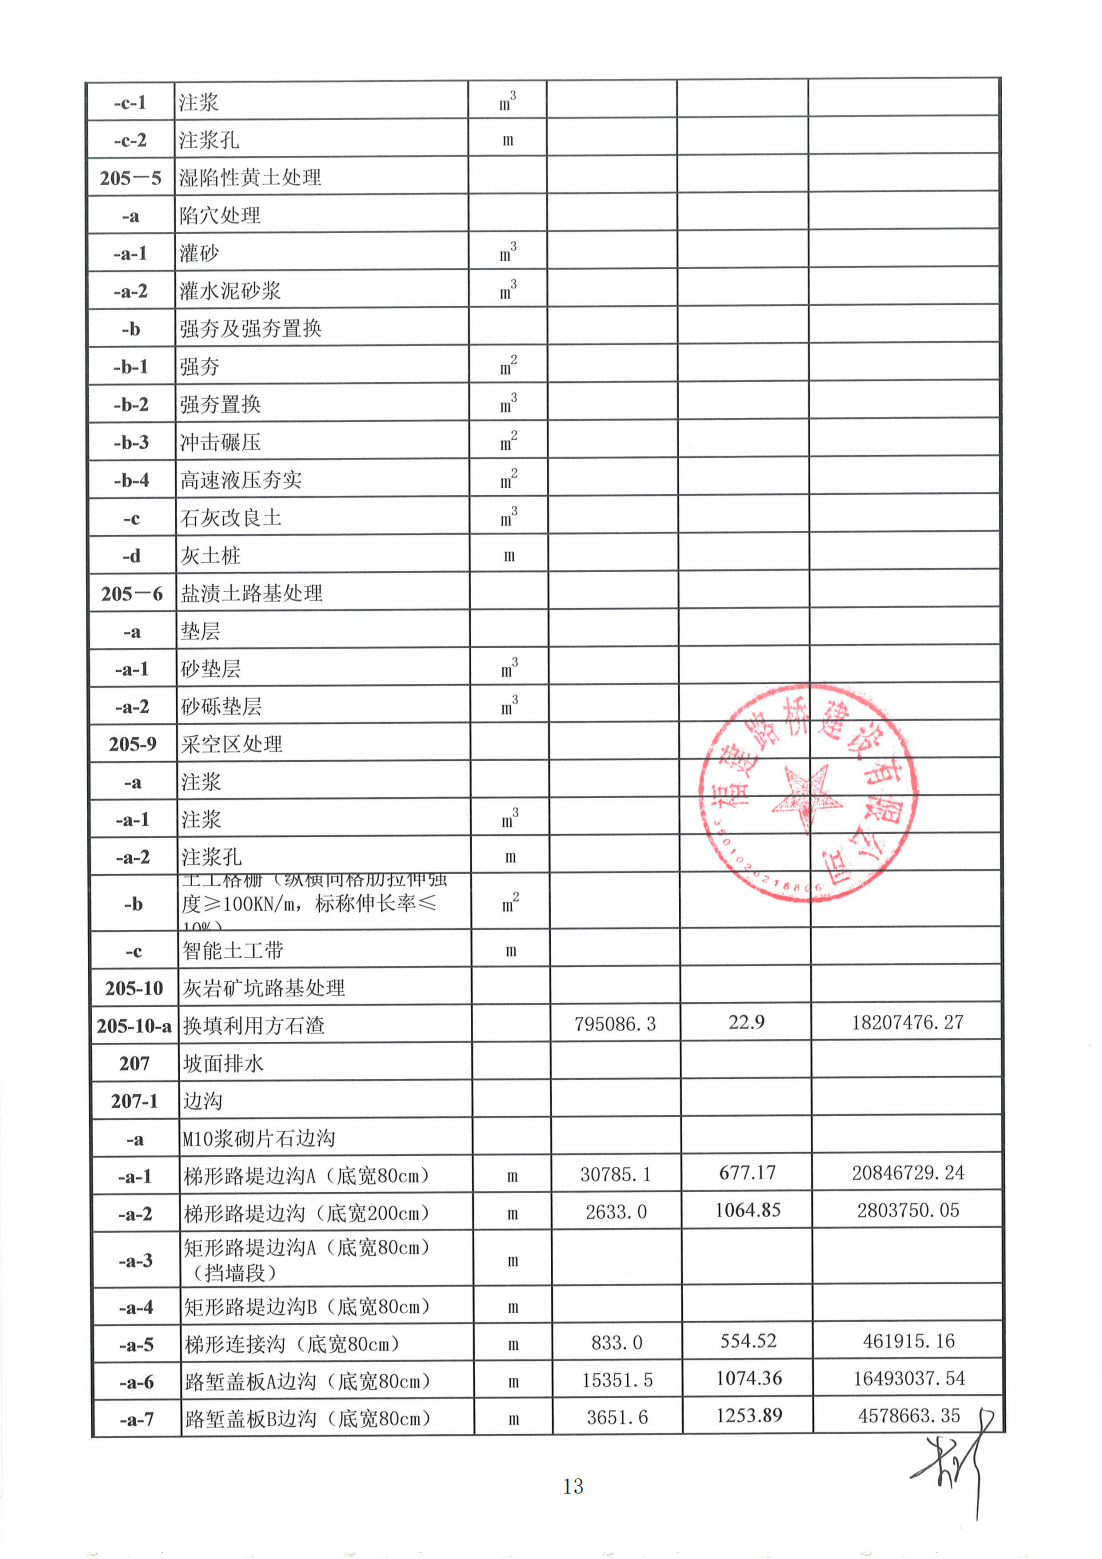 -c-1 注浆 m³
-c-2 注浆孔 m
205－5 湿陷性黄土处理
-a 陷穴处理
-a-1 灌砂 m³
-a-2 灌水泥砂浆 m³
-b 强夯及强夯置换
-b-1 强夯 m²
-b-2 强夯置换 m³
-b-3 冲击碾压 m²
-b-4 高速液压夯实 m²
-c 石灰改良土 m³
-d 灰土桩 m
205－6 盐渍土路基处理
-a 垫层
-a-1 砂垫层 m³
-a-2 砂砾垫层 m³
205-9 采空区处理
-a 注浆
-a-1 注浆 m³
-a-2 注浆孔 m
土工格栅（纵横向格肋拉伸强
-b 度≥100KN/m，标称伸长率≤ m²
10%）
-c 智能土工带 m
205-10 灰岩矿坑路基处理
205-10-a 换填利用方石渣 795086.3 22.9 18207476.27
207 坡面排水
207-1 边沟
-a M10浆砌片石边沟
-a-1 梯形路堤边沟A（底宽80cm） m 30785.1 677.17 20846729.24
-a-2 梯形路堤边沟（底宽200cm） m 2633.0 1064.85 2803750.05
-a-3 矩形路堤边沟A（底宽80cm） m
（挡墙段）
-a-4 矩形路堤边沟B（底宽80cm） m
-a-5 梯形连接沟（底宽80cm） m 833.0 554.52 461915.16
-a-6 路堑盖板A边沟（底宽80cm） m 15351.5 1074.36 16493037.54
-a-7 路堑盖板B边沟（底宽80cm） m 3651.6 1253.89 4578663.35
福建路桥建设有限公司
13